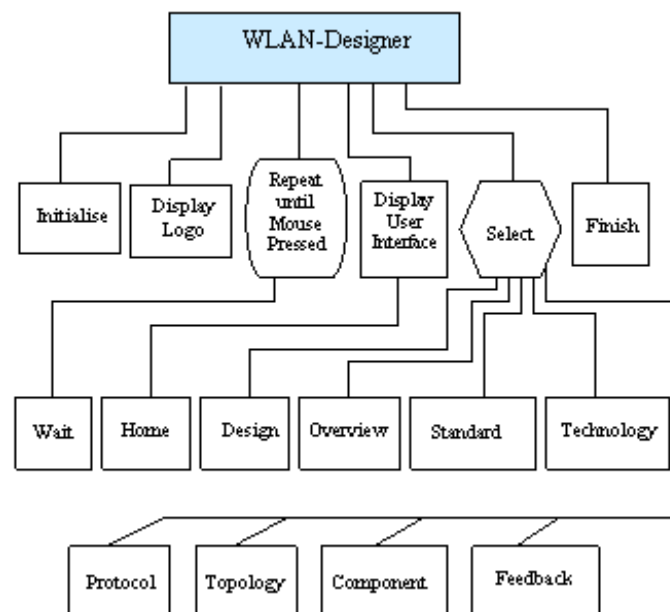 WLAN-Designer
Initialise
Display
Logo
Repeat
until
Mouse
Pressed
Display
User
Interface
Select
Finish
Wait
Home
Design
Overview
Standard
Technology
Protocol
Topology
Component
Feedback